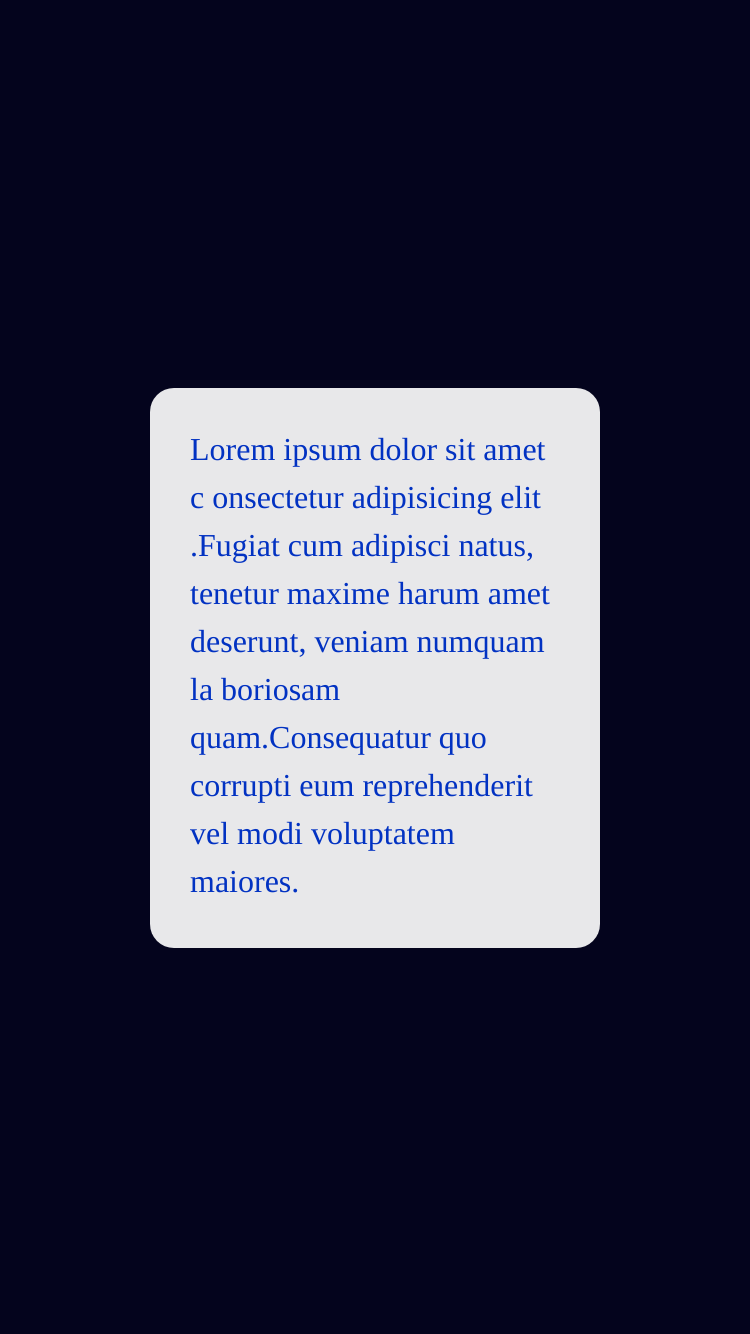 Lorem ipsum dolor sit amet
c onsectetur adipisicing elit
.Fugiat cum adipisci natus,
tenetur maxime harum amet
deserunt, veniam numquam
la boriosam
quam.Consequatur quo
corrupti eum reprehenderit
vel modi voluptatem
maiores.